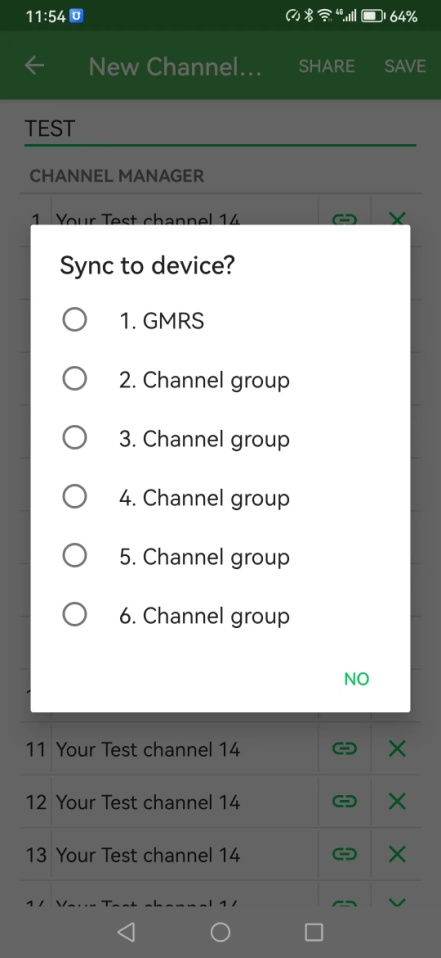 11:54 64%
New Channel... SHARE SAVE
TEST
CHANNEL MANAGER
1 Your Test channel 14
Sync to device?
1. GMRS
2. Channel group
3. Channel group
4. Channel group
5. Channel group
6. Channel group
NO
11 Your Test channel 14
12 Your Test channel 14
13 Your Test channel 14
14 Your Test channel 14